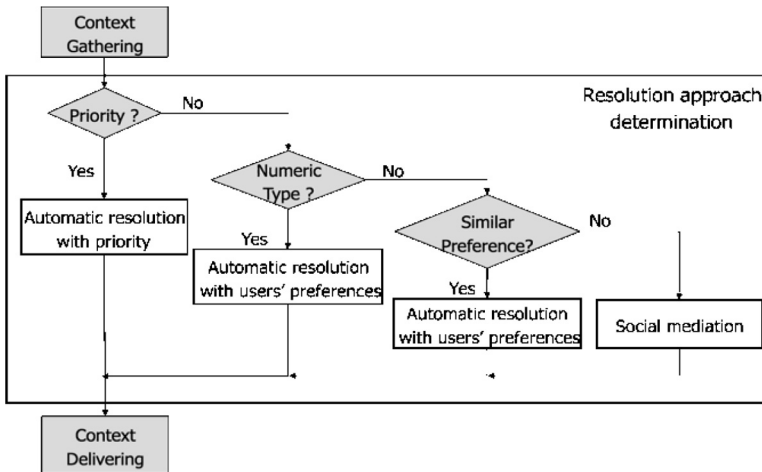 Context
Gathering
Resolution approach
determination
Priority ?
No
Yes
Numeric
Type ?
No
Automatic resolution
with priority
Similar
Preference?
No
Yes
Automatic resolution
with users' preferences
Yes
Automatic resolution
with users' preferences
Social mediation
Context
Delivering